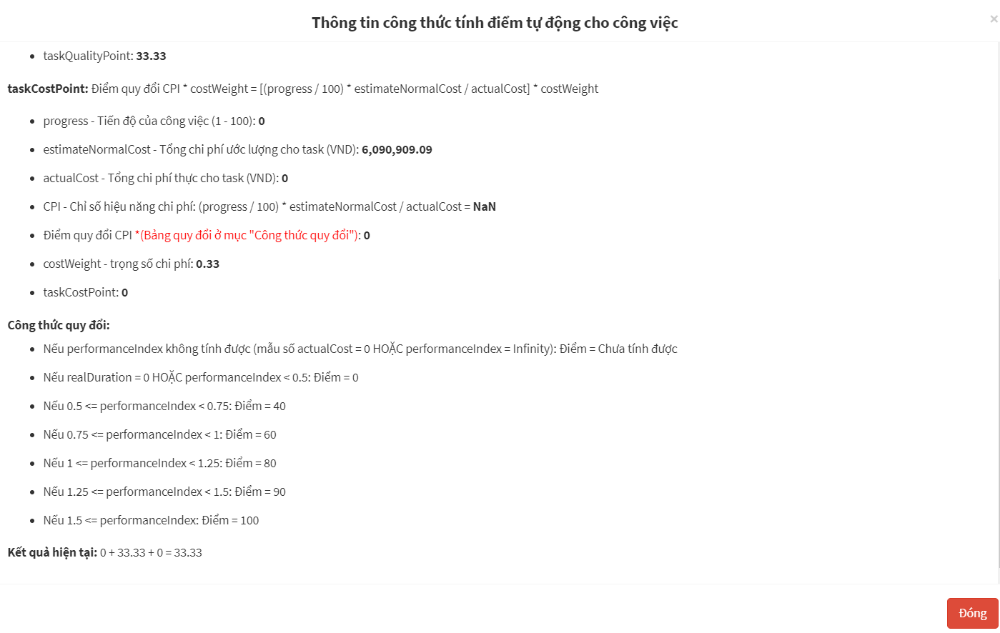 Thông tin công thức tính điểm tự động cho công việc
×
• taskQualityPoint: 33.33
taskCostPoint: Điểm quy đổi CPI * costWeight = [(progress / 100) * estimateNormalCost / actualCost] * costWeight
• progress - Tiến độ của công việc (1 - 100): 0
• estimateNormalCost - Tổng chi phí ước lượng cho task (VND): 6,090,909.09
• actualCost - Tổng chi phí thực cho task (VND): 0
• CPI - Chỉ số hiệu năng chi phí: (progress / 100) * estimateNormalCost / actualCost = NaN
• Điểm quy đổi CPI *(Bảng quy đổi ở mục "Công thức quy đổi"): 0
• costWeight - trọng số chi phí: 0.33
• taskCostPoint: 0
Công thức quy đổi:
• Nếu performanceIndex không tính được (mẫu số actualCost = 0 HOẶC performanceIndex = Infinity): Điểm = Chưa tính được
• Nếu realDuration = 0 HOẶC performanceIndex < 0.5: Điểm = 0
• Nếu 0.5 <= performanceIndex < 0.75: Điểm = 40
• Nếu 0.75 <= performanceIndex < 1: Điểm = 60
• Nếu 1 <= performanceIndex < 1.25: Điểm = 80
• Nếu 1.25 <= performanceIndex < 1.5: Điểm = 90
• Nếu 1.5 <= performanceIndex: Điểm = 100
Kết quả hiện tại: 0 + 33.33 + 0 = 33.33
Đóng